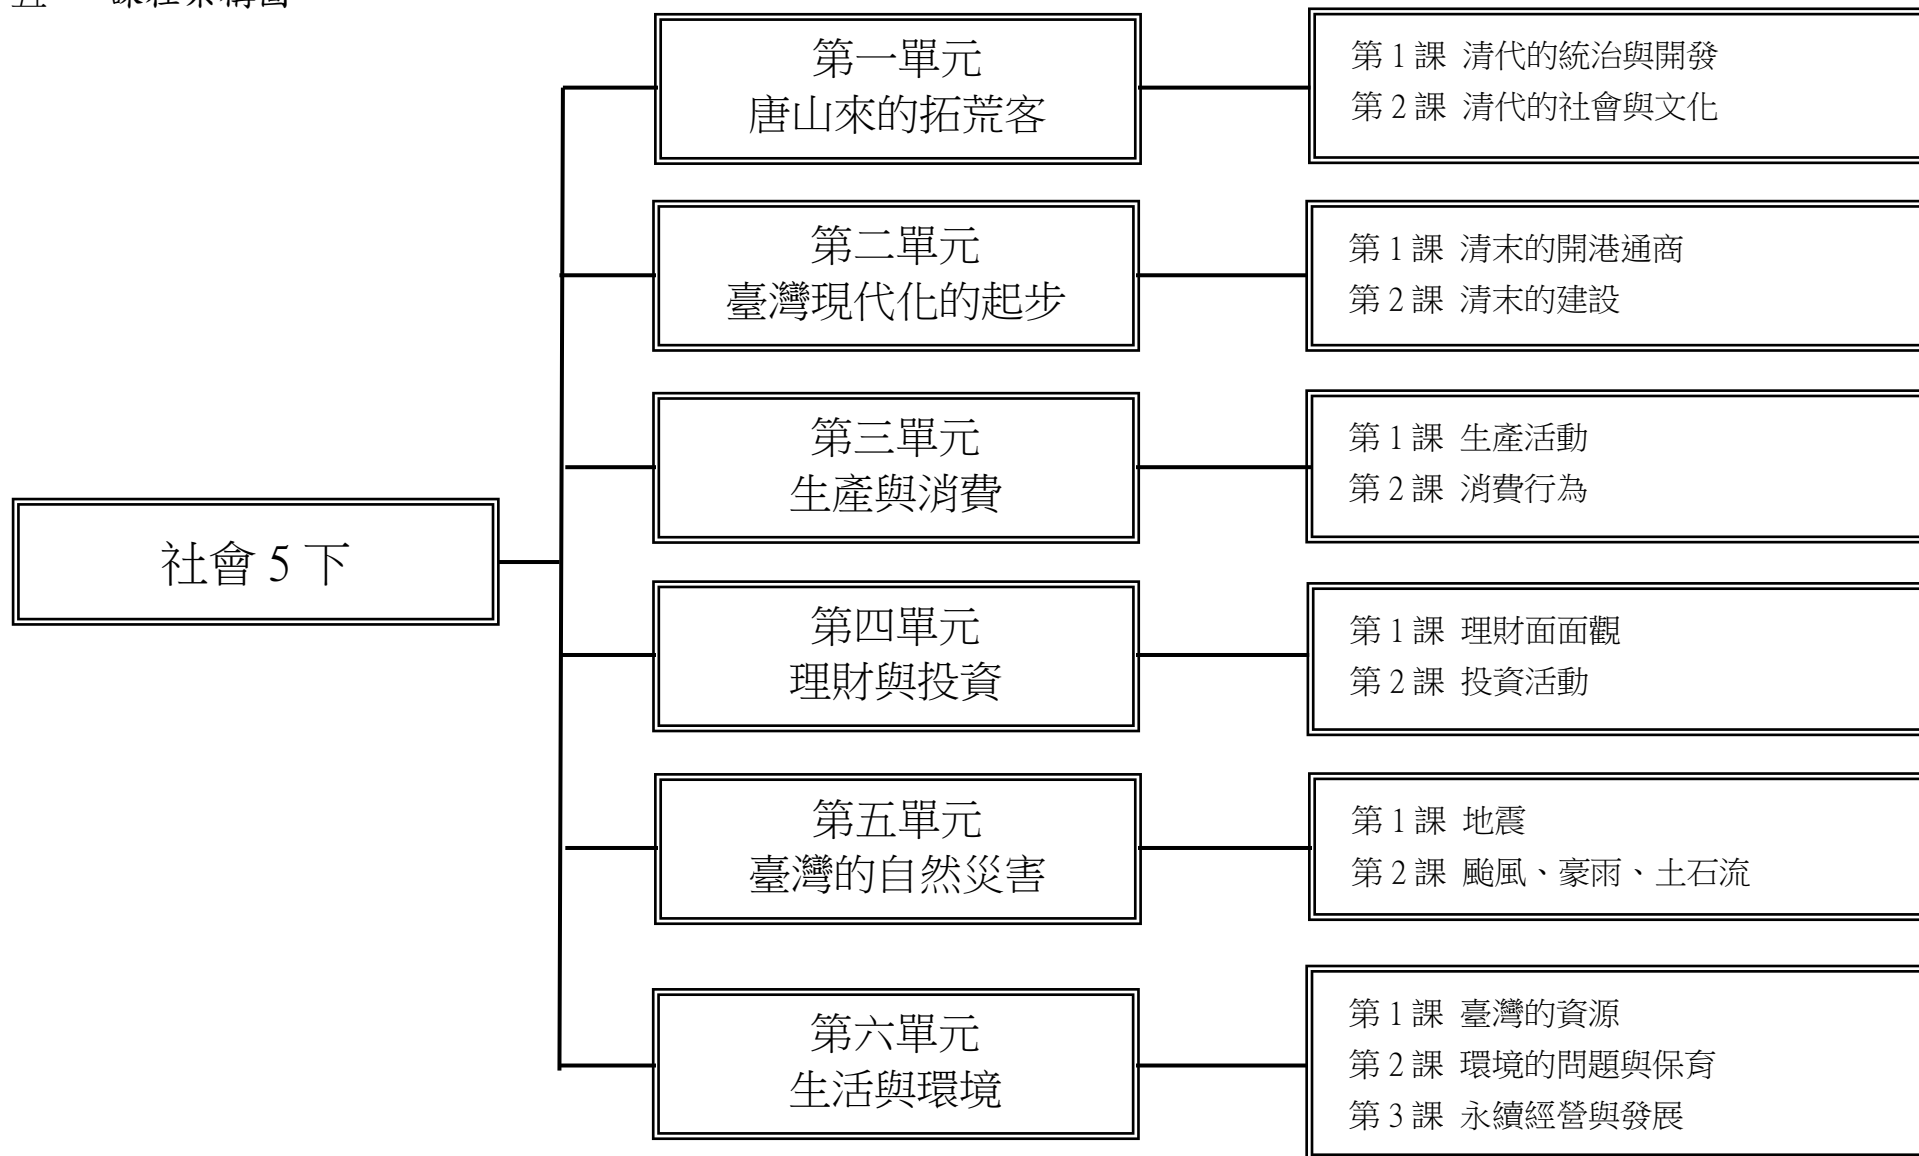 社會 5 下
第一單元
唐山來的拓荒客
第 1 課 清代的統治與開發
第 2 課 清代的社會與文化
第二單元
臺灣現代化的起步
第 1 課 清末的開港通商
第 2 課 清末的建設
第三單元
生產與消費
第 1 課 生產活動
第 2 課 消費行為
第四單元
理財與投資
第 1 課 理財面面觀
第 2 課 投資活動
第五單元
臺灣的自然災害
第 1 課 地震
第 2 課 颱風、豪雨、土石流
第六單元
生活與環境
第 1 課 臺灣的資源
第 2 課 環境的問題與保育
第 3 課 永續經營與發展